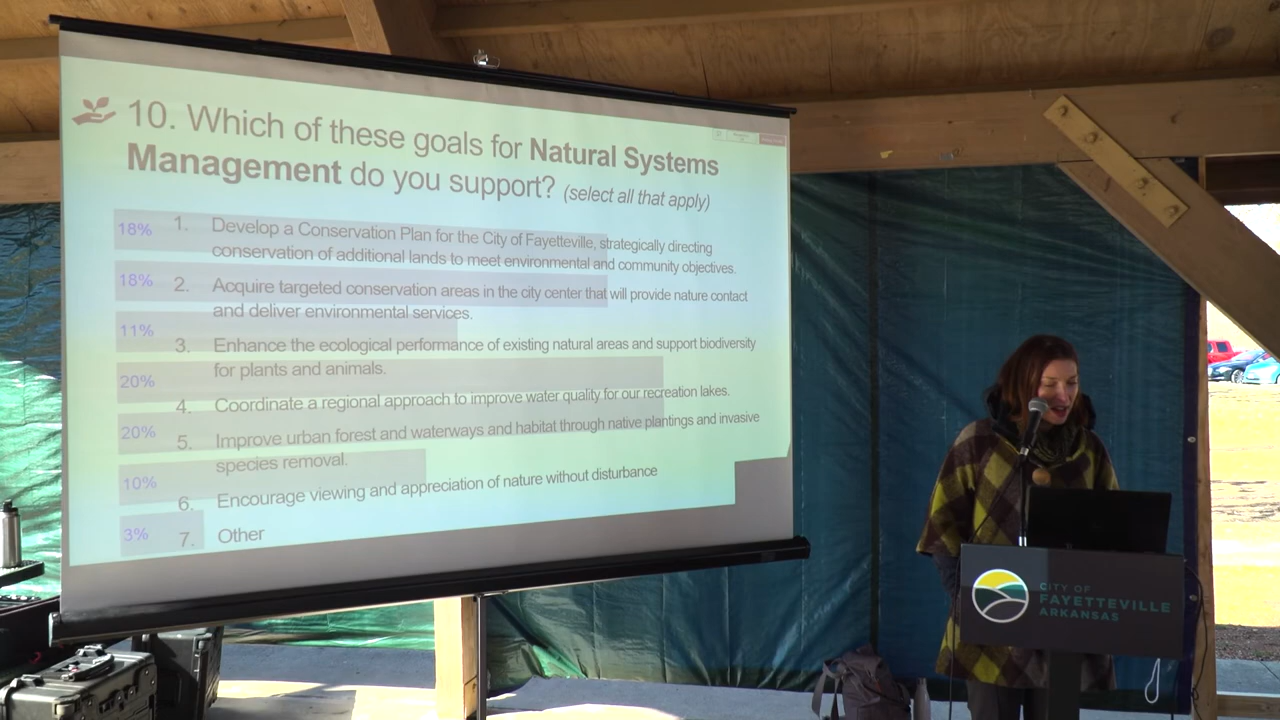 10. Which of these goals for Natural Systems
Management do you support? (select all that apply)
18% 1. Develop a Conservation Plan for the City of Fayetteville, strategically directing
conservation of additional lands to meet environmental and community objectives.
18% 2. Acquire targeted conservation areas in the city center that will provide nature contact
and deliver environmental services.
11% 3. Enhance the ecological performance of existing natural areas and support biodiversity
for plants and animals.
20% 4. Coordinate a regional approach to improve water quality for our recreation lakes.
20% 5. Improve urban forest and waterways and habitat through native plantings and invasive
species removal.
10% 6. Encourage viewing and appreciation of nature without disturbance
3% 7. Other
CITY OF
FAYETTEVILLE
ARKANSAS